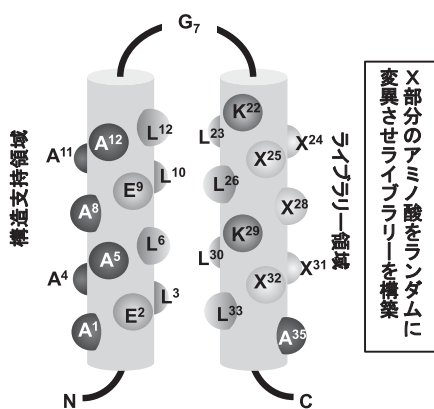 G7
構造支持領域
A11
A12
L12
A8
E9
L10
A4
A5
L6
A1
E2
L3
N
L23
K22
X24
X25
L26
X28
L30
K29
X31
X32
L33
A35
C
ライブラリー領域
X部分のアミノ酸をランダムに
変異させライブラリーを構築